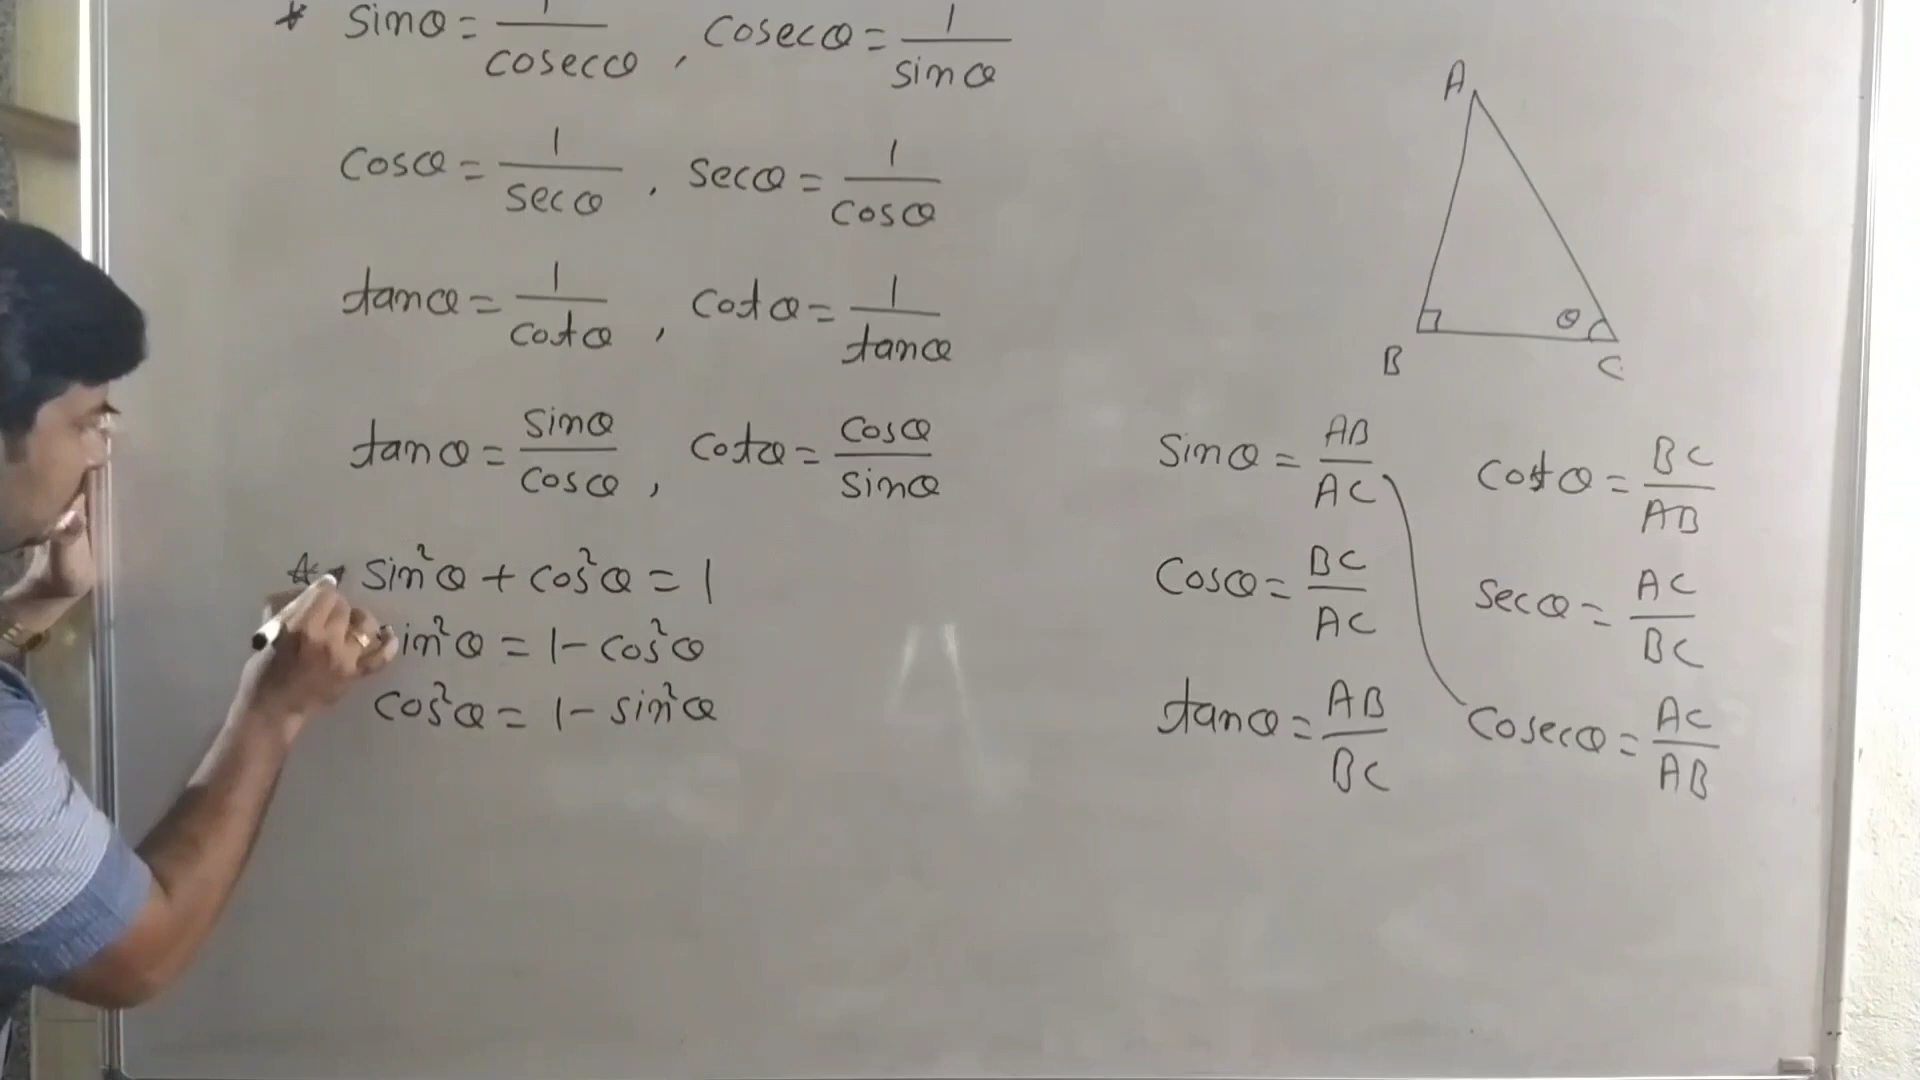 * sinθ = 1/cosecθ , cosecθ = 1/sinθ
cosθ = 1/secθ , secθ = 1/cosθ
tanθ = 1/cotθ , cotθ = 1/tanθ
tanθ = sinθ/cosθ , cotθ = cosθ/sinθ
* sin²θ + cos²θ = 1
in²θ = 1 - cos²θ
cos²θ = 1 - sin²θ
A
B
θ
C
sinθ = AB/AC
cosθ = BC/AC
tanθ = AB/BC
cotθ = BC/AB
secθ = AC/BC
cosecθ = AC/AB